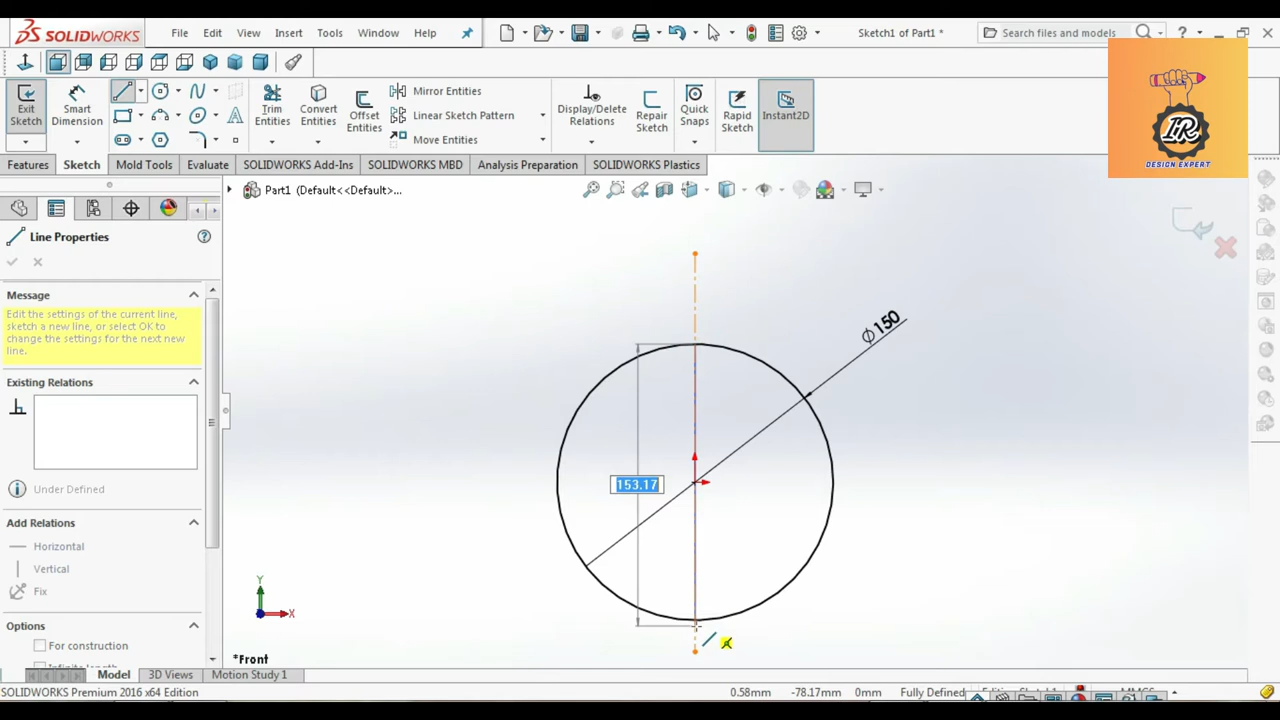 SOLIDWORKS
File Edit View Insert Tools Window Help
Sketch1 of Part1 *
Search files and models
Exit Sketch
Smart Dimension
Trim Entities
Convert Entities
Offset Entities
Mirror Entities
Linear Sketch Pattern
Move Entities
Display/Delete Relations
Repair Sketch
Quick Snaps
Rapid Sketch
Instant2D
IR
DESIGN EXPERT
Features Sketch Mold Tools Evaluate SOLIDWORKS Add-Ins SOLIDWORKS MBD Analysis Preparation SOLIDWORKS Plastics
Part1 (Default<<Default>...
Line Properties
Message
Edit the settings of the current line,
sketch a new line, or select OK to
change the settings for the next new
line.
Existing Relations
Under Defined
Add Relations
Horizontal
Vertical
Fix
Options
For construction
Ø150
153.17
Y
X
*Front
Model 3D Views Motion Study 1
SOLIDWORKS Premium 2016 x64 Edition
0.58mm -78.17mm 0mm Fully Defined